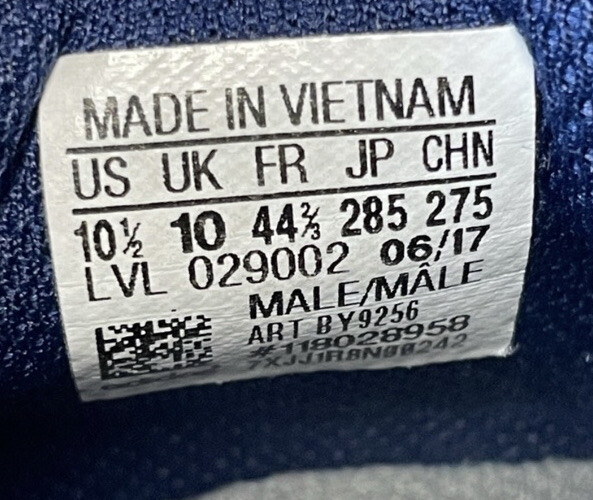 MADE IN VIETNAM
US UK FR JP CHN
10½ 10 44⅔ 285 275
LVL 029002 06/17
MALE/MÂLE
ART BY9256
#118028958